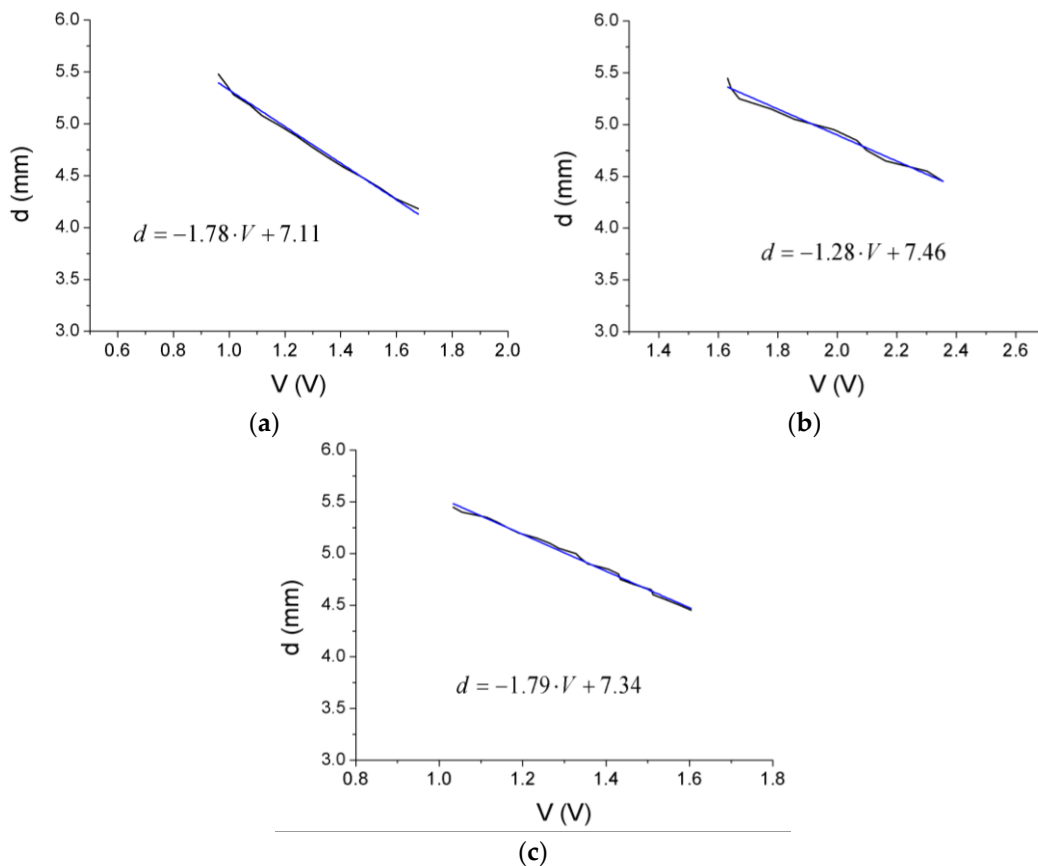 6.0
5.5
5.0
4.5
4.0
3.5
3.0
d (mm)
d = −1.78·V + 7.11
0.6 0.8 1.0 1.2 1.4 1.6 1.8 2.0
V (V)
(a)
6.0
5.5
5.0
4.5
4.0
3.5
3.0
d (mm)
d = −1.28·V + 7.46
1.4 1.6 1.8 2.0 2.2 2.4 2.6
V (V)
(b)
6.0
5.5
5.0
4.5
4.0
3.5
3.0
d (mm)
d = −1.79·V + 7.34
0.8 1.0 1.2 1.4 1.6 1.8
V (V)
(c)